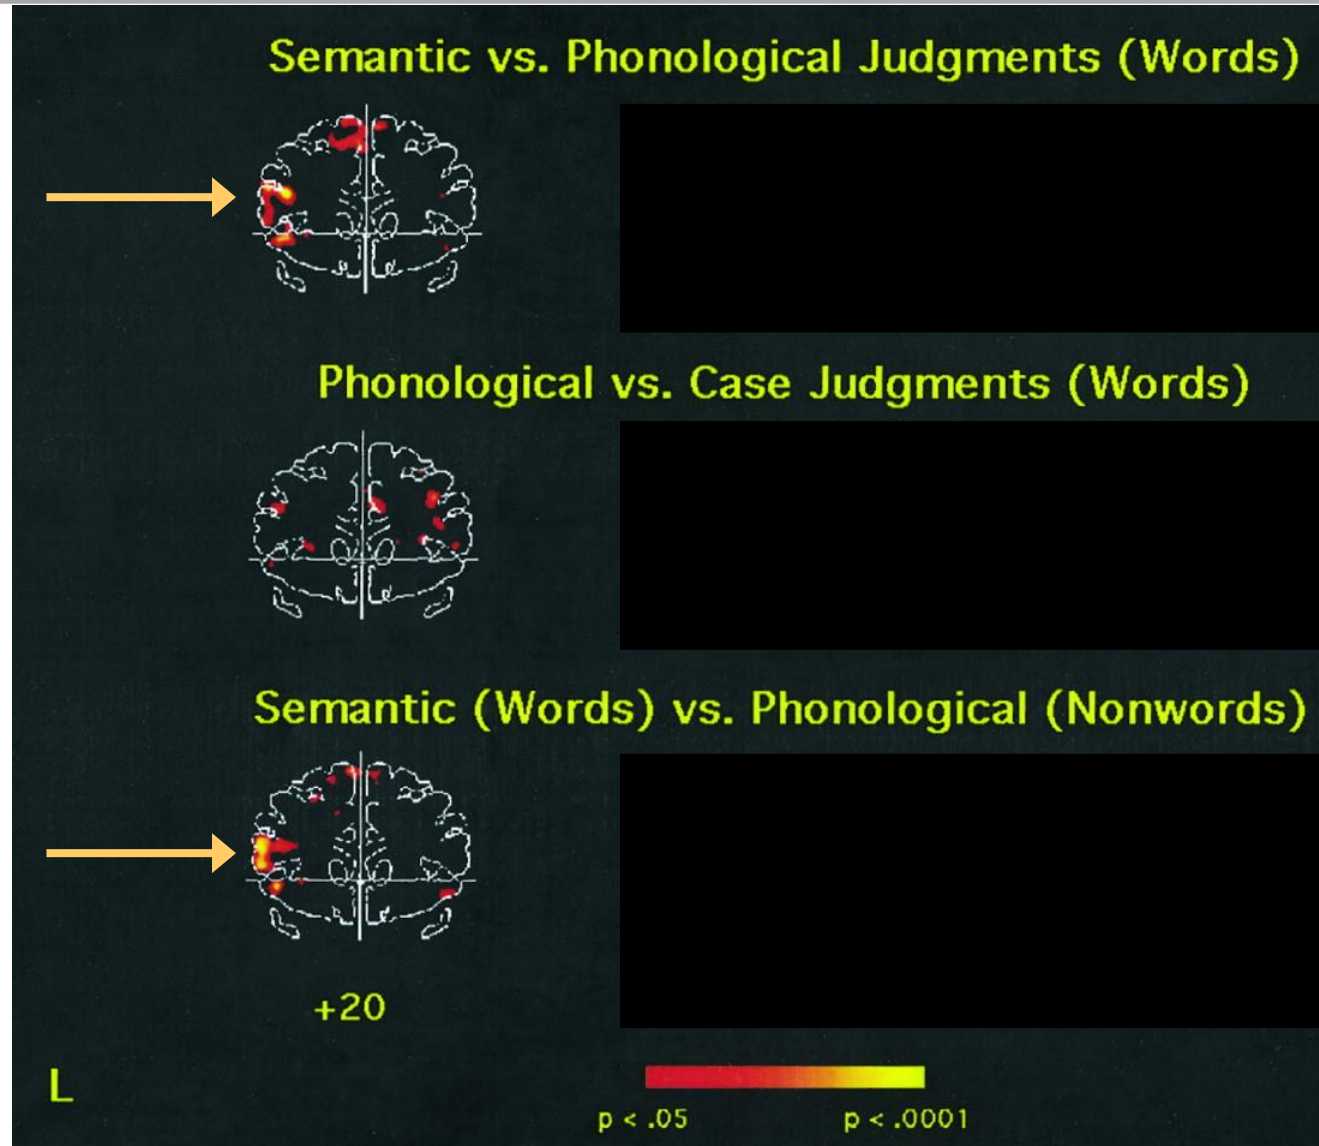 Semantic vs. Phonological Judgments (Words)
Phonological vs. Case Judgments (Words)
Semantic (Words) vs. Phonological (Nonwords)
+20
L
p < .05 p < .0001